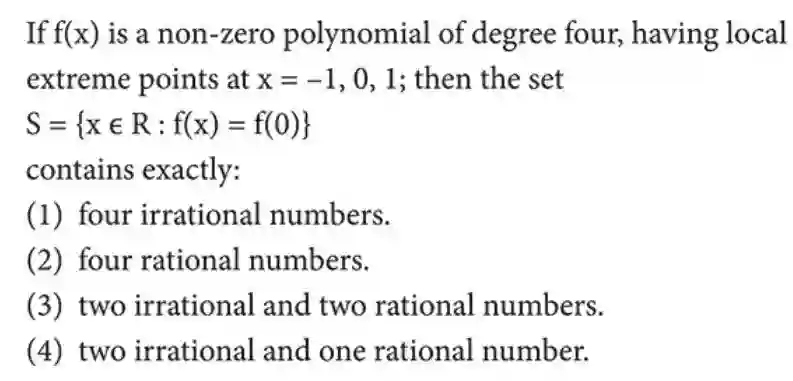 If f(x) is a non-zero polynomial of degree four, having local
extreme points at x = –1, 0, 1; then the set
S = {x ϵ R : f(x) = f(0)}
contains exactly:
(1) four irrational numbers.
(2) four rational numbers.
(3) two irrational and two rational numbers.
(4) two irrational and one rational number.